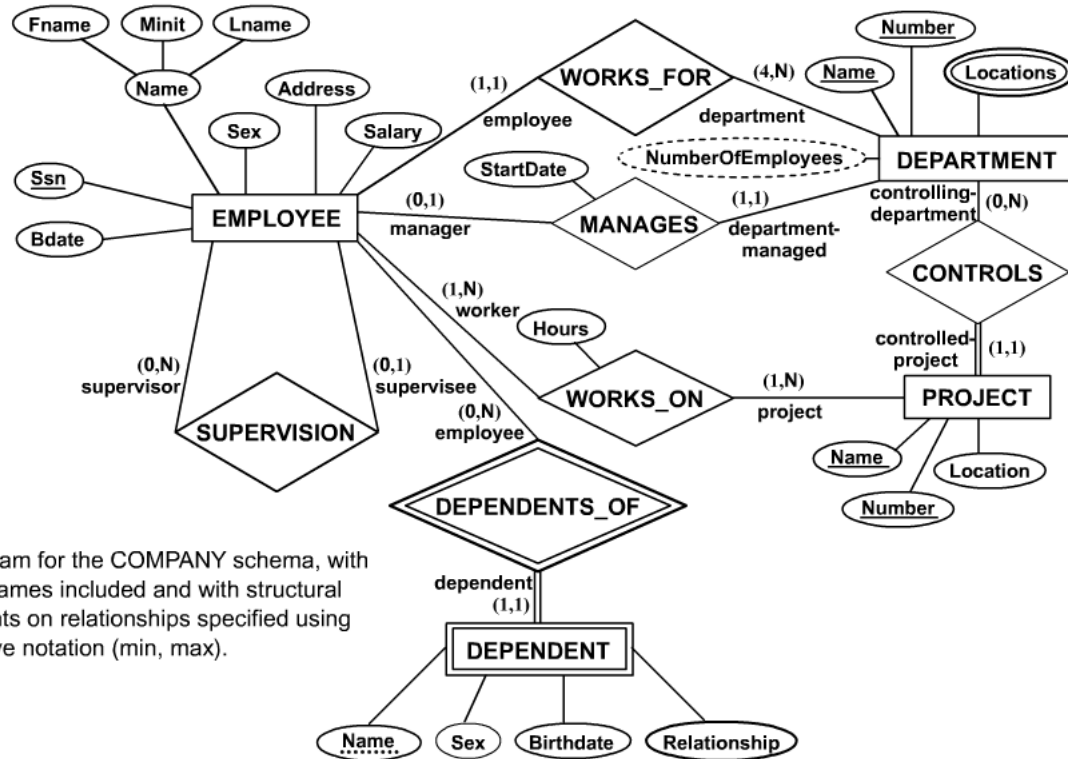 Fname
Minit
Lname
Number
Name
Address
WORKS_FOR
(4,N)
Name
Locations
(1,1)
Sex
Salary
employee
department
NumberOfEmployees
DEPARTMENT
Ssn
StartDate
EMPLOYEE
(0,1)
manager
MANAGES
(1,1)
department-
managed
controlling-
department
(0,N)
Bdate
CONTROLS
(1,N)
worker
Hours
controlled-
project
(1,1)
(0,N)
supervisor
(0,1)
supervisee
(0,N)
employee
WORKS_ON
(1,N)
project
PROJECT
SUPERVISION
Name
Location
Number
DEPENDENTS_OF
am for the COMPANY schema, with
ames included and with structural
nts on relationships specified using
ve notation (min, max).
dependent
(1,1)
DEPENDENT
Name
Sex
Birthdate
Relationship